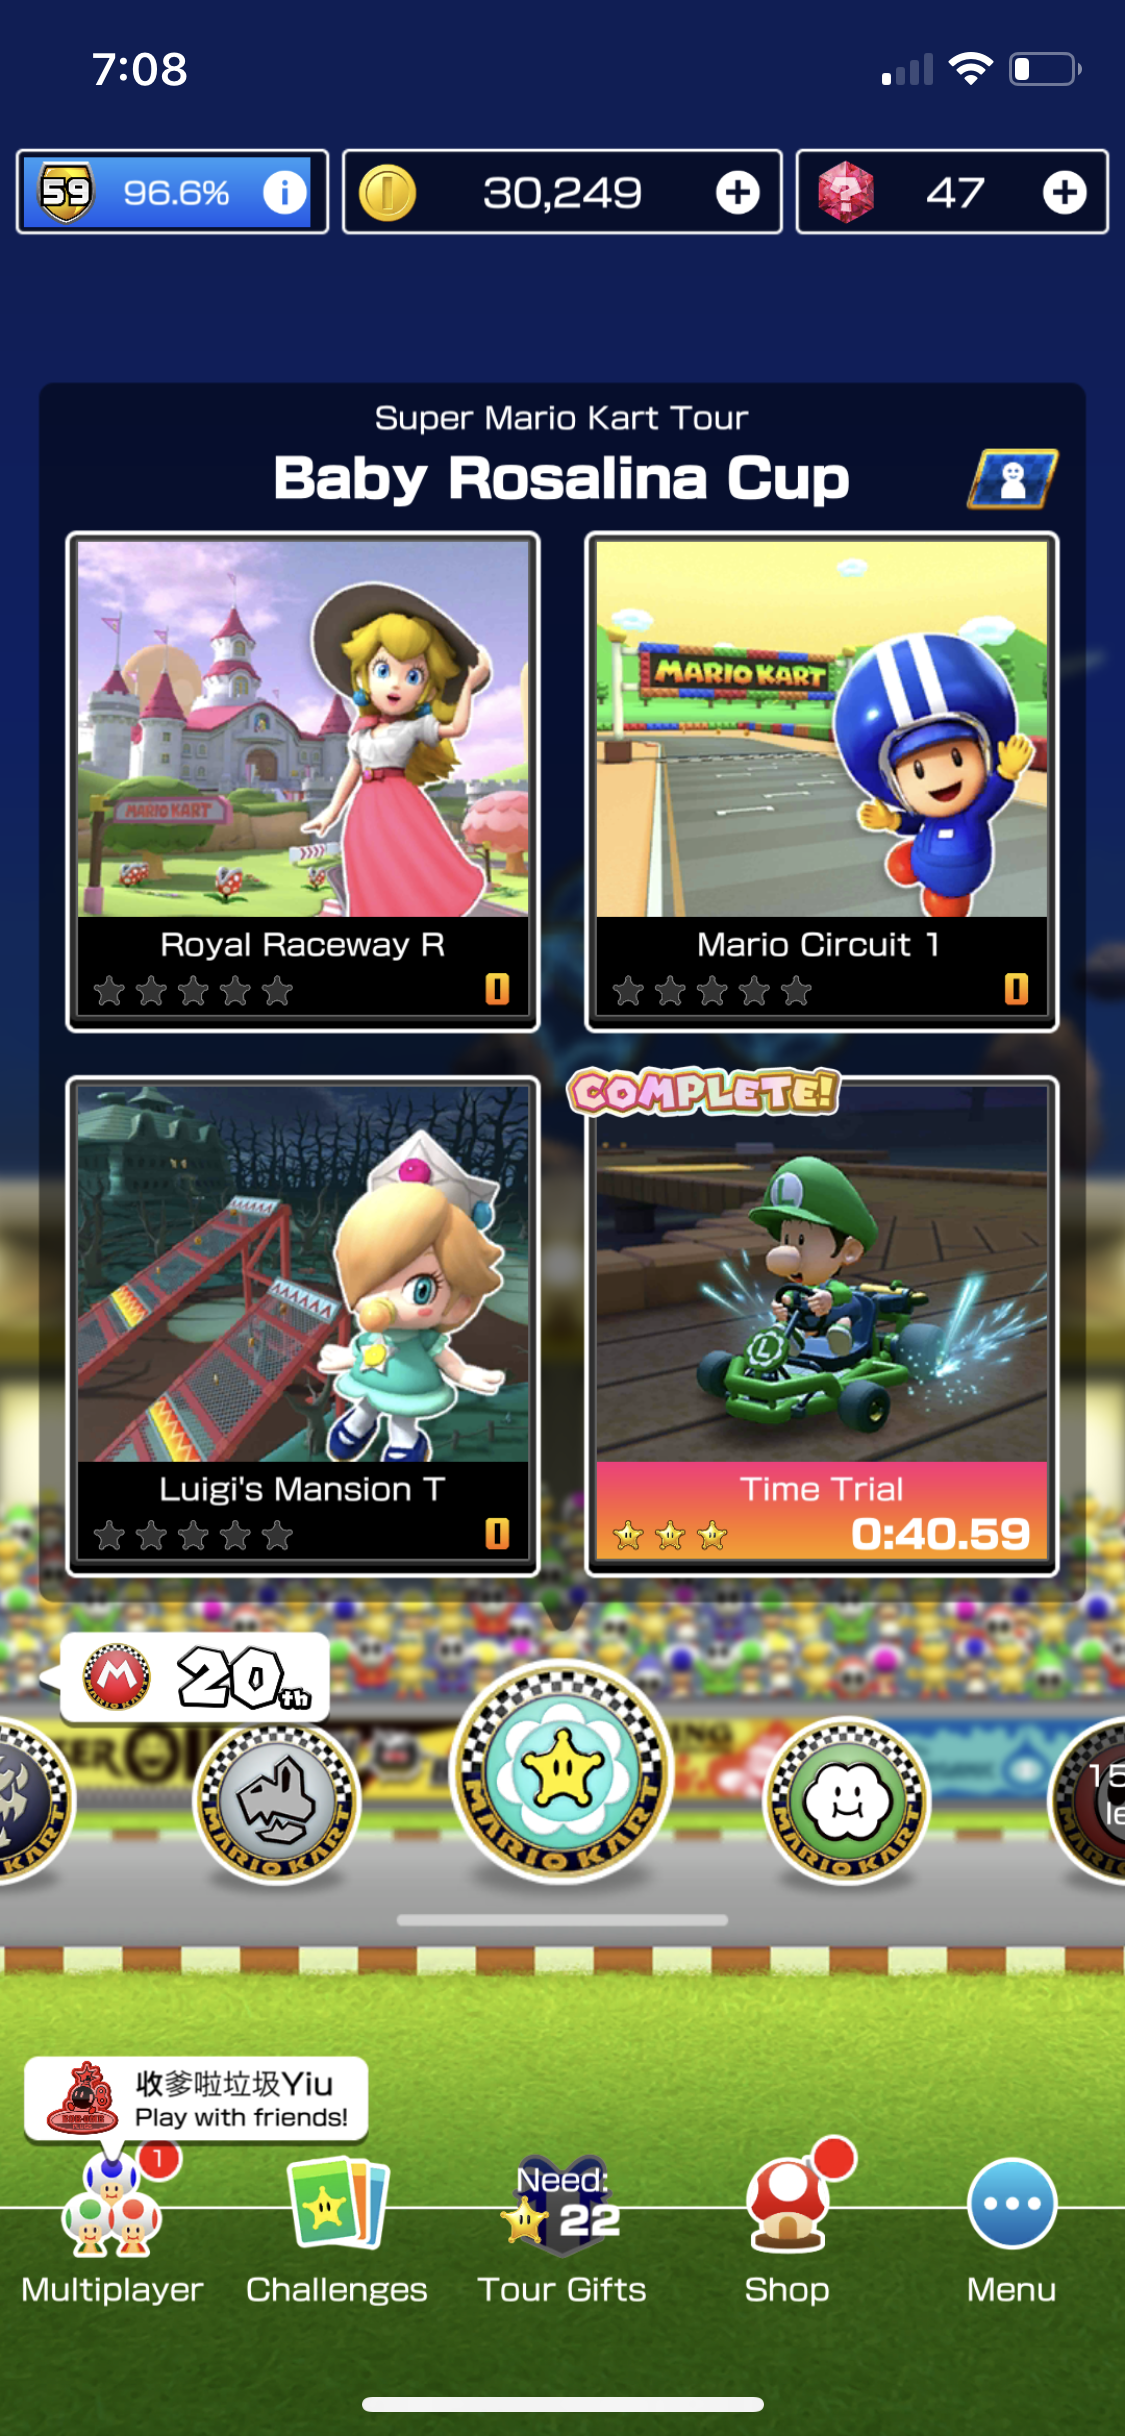 7:08
59 96.6% i
30,249 +
47 +
Super Mario Kart Tour
Baby Rosalina Cup
MARIO KART
MARIO KART
Royal Raceway R
0
Mario Circuit 1
0
COMPLETE!
L
L
Luigi's Mansion T
0
Time Trial
0:40.59
M 20th
MARIO KART
MARIO KART
MARIO KART
MARIO KART
收爹啦垃圾Yiu
Play with friends!
1
Need:
22
Multiplayer
Challenges
Tour Gifts
Shop
Menu